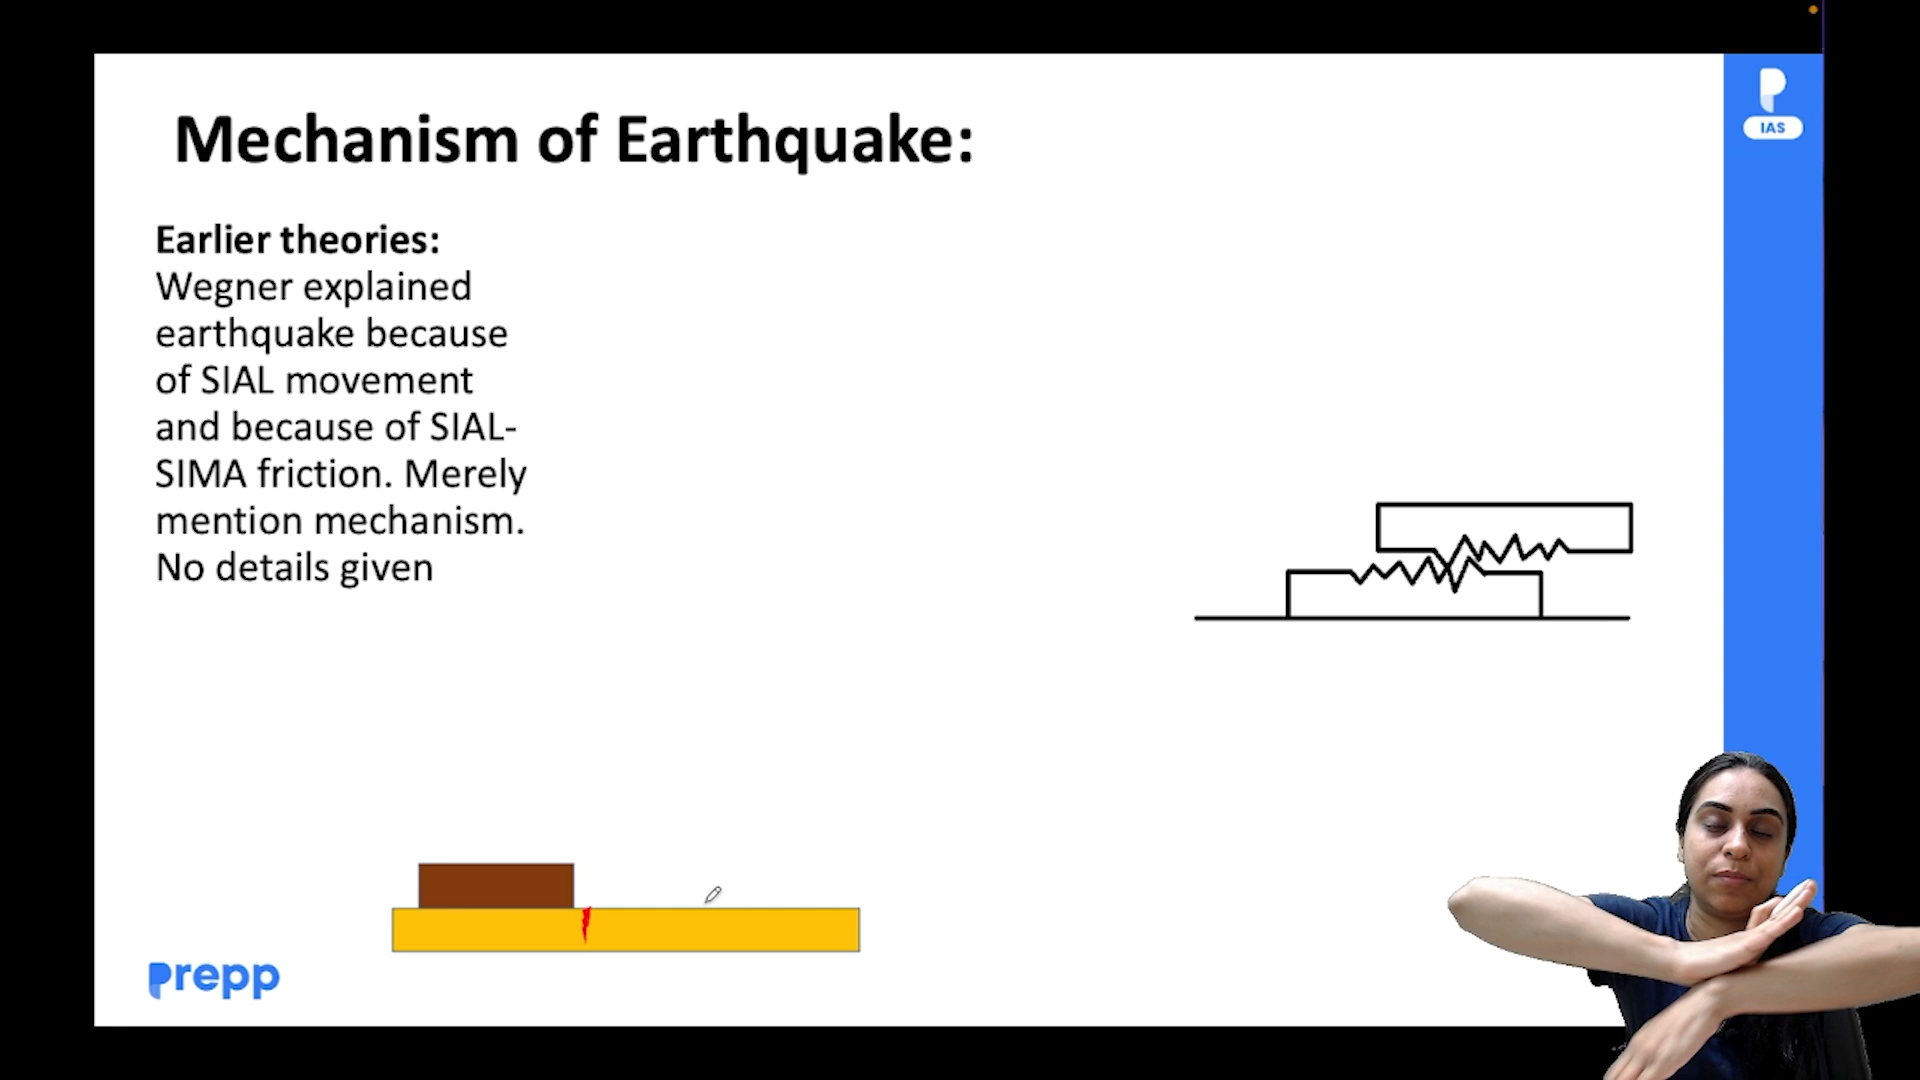 IAS
Mechanism of Earthquake:
Earlier theories:
Wegner explained
earthquake because
of SIAL movement
and because of SIAL-
SIMA friction. Merely
mention mechanism.
No details given
prepp